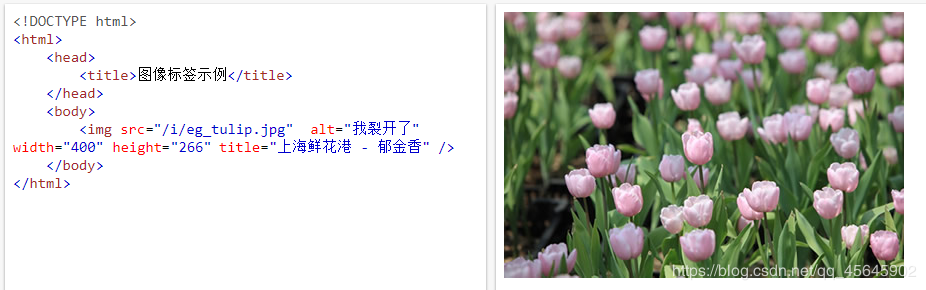 <!DOCTYPE html>
<html>
<head>
<title>图像标签示例</title>
</head>
<body>
<img src="/i/eg_tulip.jpg"  alt="我裂开了"
width="400" height="266" title="上海鲜花港 - 郁金香" />
</body>
</html>
https://blog.csdn.net/qq_45645902